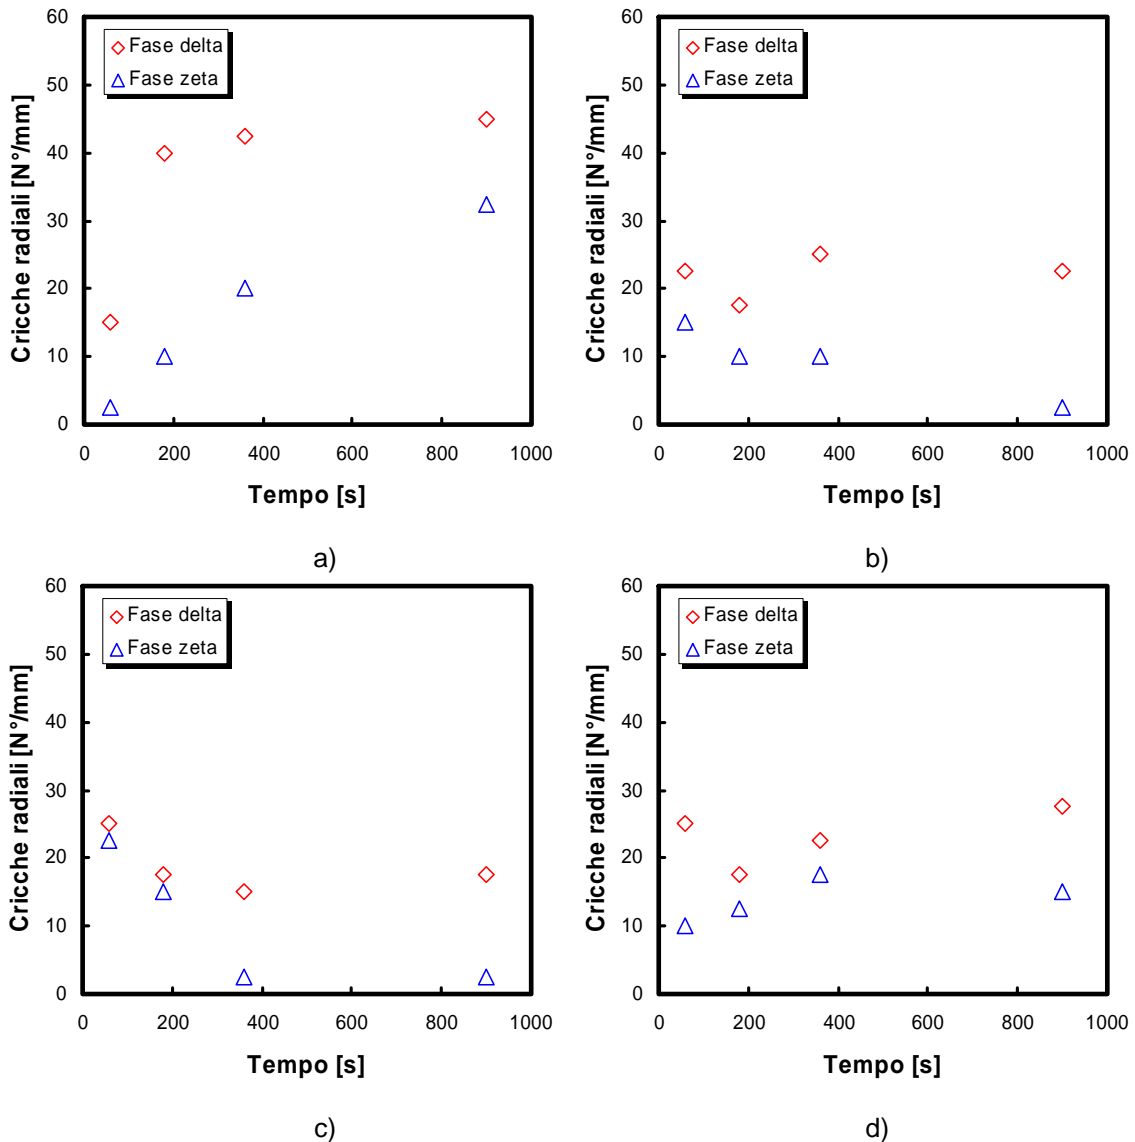 60
50
40
30
20
10
0
Cricche radiali [N°/mm]
Fase delta
Fase zeta
0 200 400 600 800 1000
Tempo [s]
a)
60
50
40
30
20
10
0
Cricche radiali [N°/mm]
Fase delta
Fase zeta
0 200 400 600 800 1000
Tempo [s]
b)
60
50
40
30
20
10
0
Cricche radiali [N°/mm]
Fase delta
Fase zeta
0 200 400 600 800 1000
Tempo [s]
c)
60
50
40
30
20
10
0
Cricche radiali [N°/mm]
Fase delta
Fase zeta
0 200 400 600 800 1000
Tempo [s]
d)